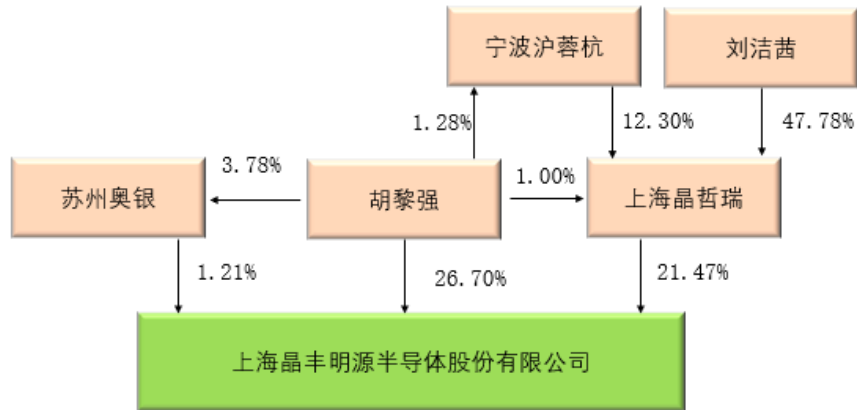 宁波沪蓉杭
刘洁茜
1.28%
12.30%
47.78%
3.78%
1.00%
苏州奥银
胡黎强
上海晶哲瑞
1.21%
26.70%
21.47%
上海晶丰明源半导体股份有限公司